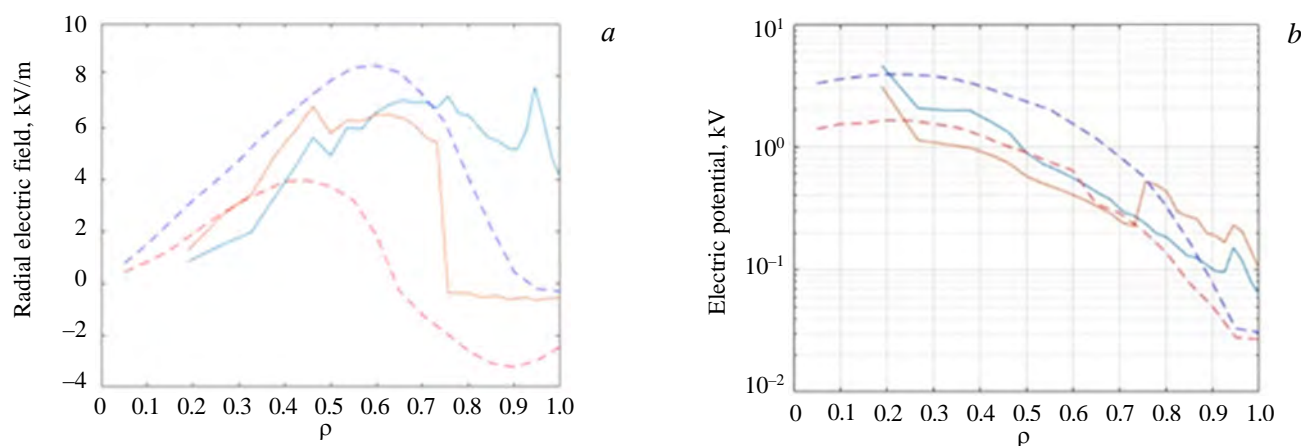 a
Radial electric field, kV/m
10
8
6
4
2
0
–2
–4
0 0.1 0.2 0.3 0.4 0.5 0.6 0.7 0.8 0.9 1.0
ρ
b
Electric potential, kV
10¹
10⁰
10⁻¹
10⁻²
0 0.1 0.2 0.3 0.4 0.5 0.6 0.7 0.8 0.9 1.0
ρ